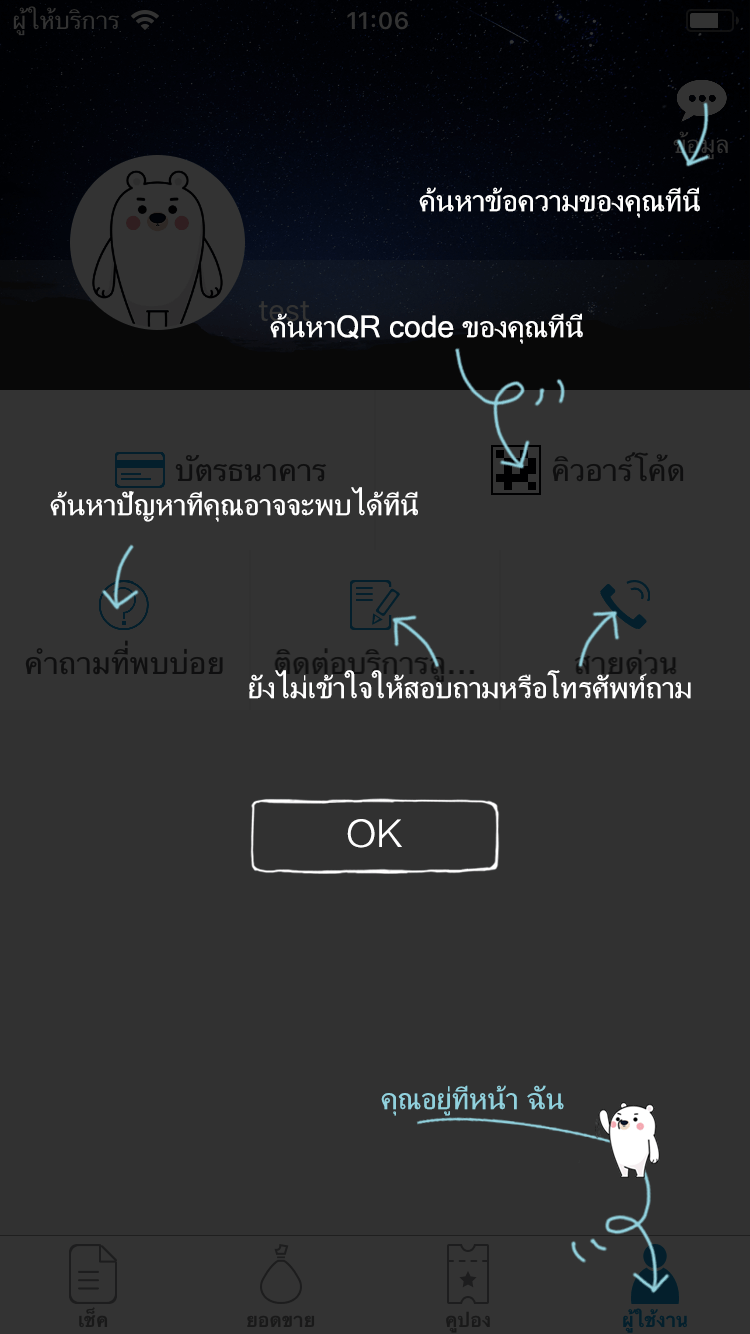 ผู้ให้บริการ 11:06
ข้อมูล
ค้นหาข้อความของคุณทีนี
test
ค้นหาQR code ของคุณทีนี
บัตรธนาคาร คิวอาร์โค้ด
ค้นหาปัญหาทีคุณอาจจะพบได้ทีนี
คำถามที่พบบ่อย ติดต่อบริการลู... สายด่วน
ยังไม่เข้าใจให้สอบถามหรือโทรศัพท์ถาม
OK
คุณอยู่ทีหน้า ฉัน
เช็ค ยอดขาย คูปอง ผู้ใช้งาน